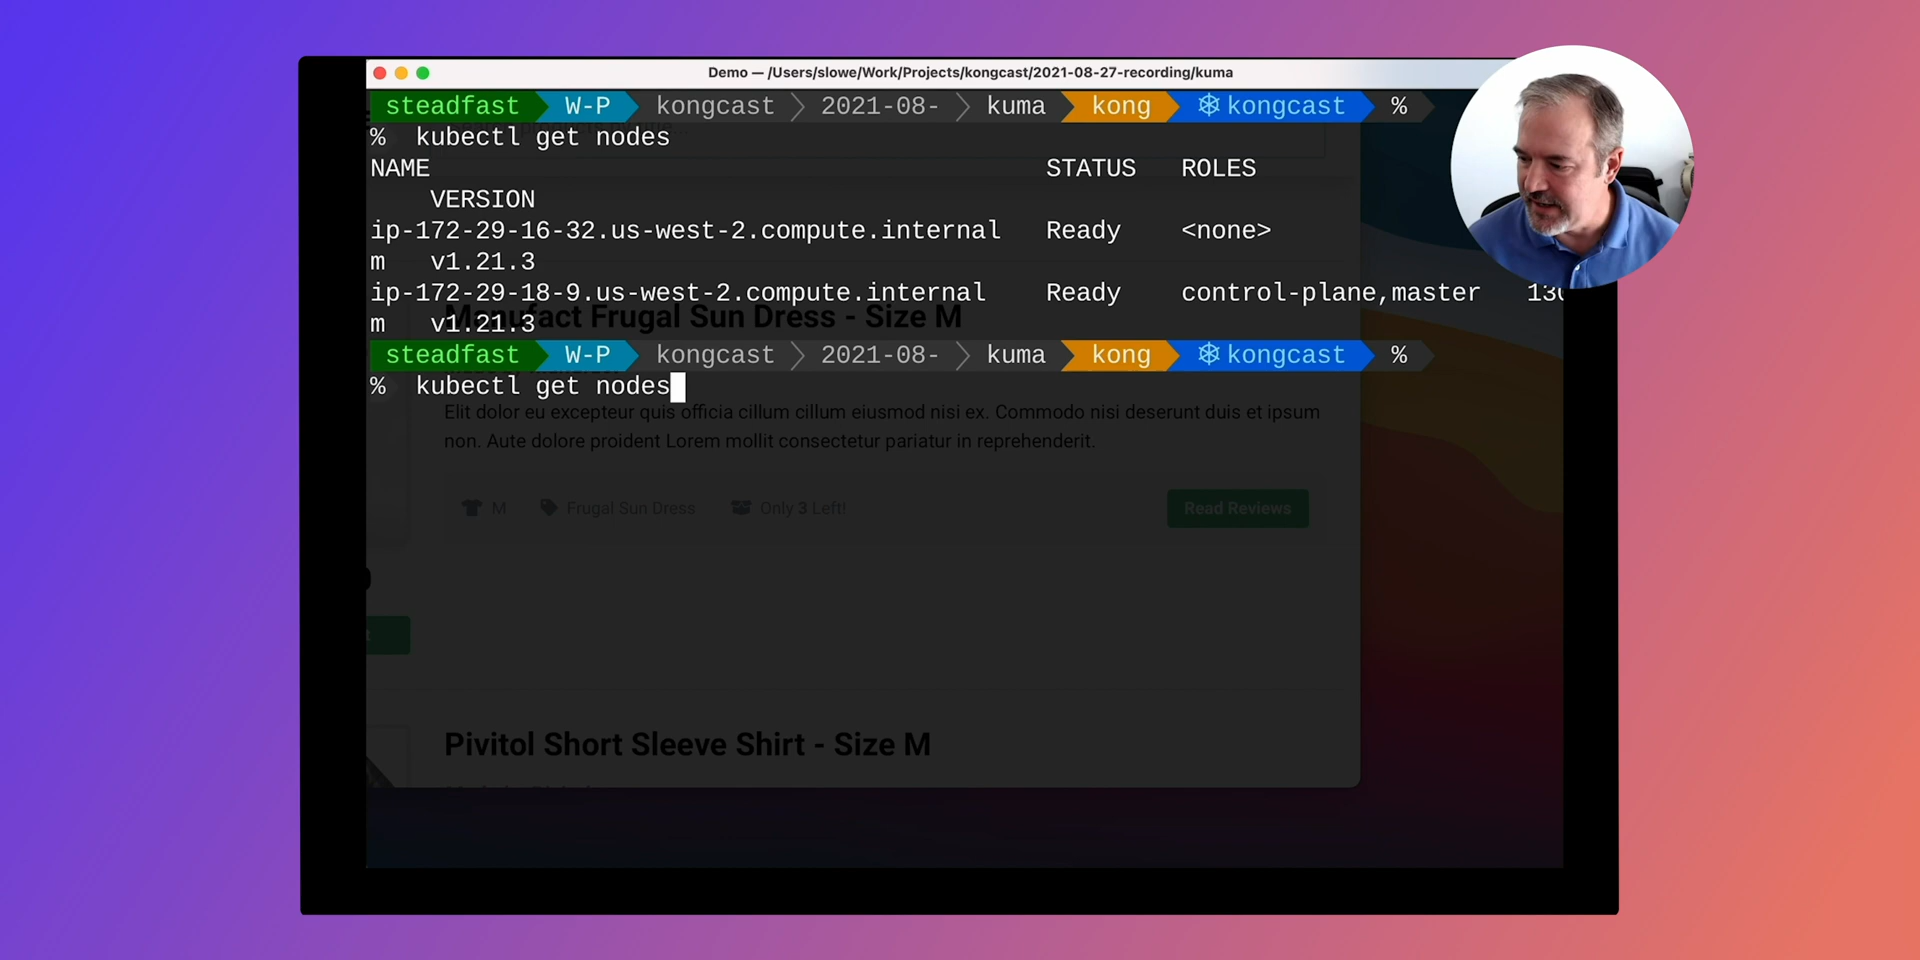 Demo — /Users/slowe/Work/Projects/kongcast/2021-08-27-recording/kuma
steadfast W-P kongcast 2021-08- kuma kong kongcast %
% kubectl get nodes
NAME STATUS ROLES
VERSION
ip-172-29-16-32.us-west-2.compute.internal Ready <none>
m v1.21.3
ip-172-29-18-9.us-west-2.compute.internal Ready control-plane,master 130
m v1.21.3
Manufact Frugal Sun Dress - Size M
steadfast W-P kongcast 2021-08- kuma kong kongcast %
% kubectl get nodes
Elit dolor eu excepteur quis officia cillum cillum eiusmod nisi ex. Commodo nisi deserunt duis et ipsum
non. Aute dolore proident Lorem mollit consectetur pariatur in reprehenderit.
M Frugal Sun Dress Only 3 Left! Read Reviews
Pivitol Short Sleeve Shirt - Size M